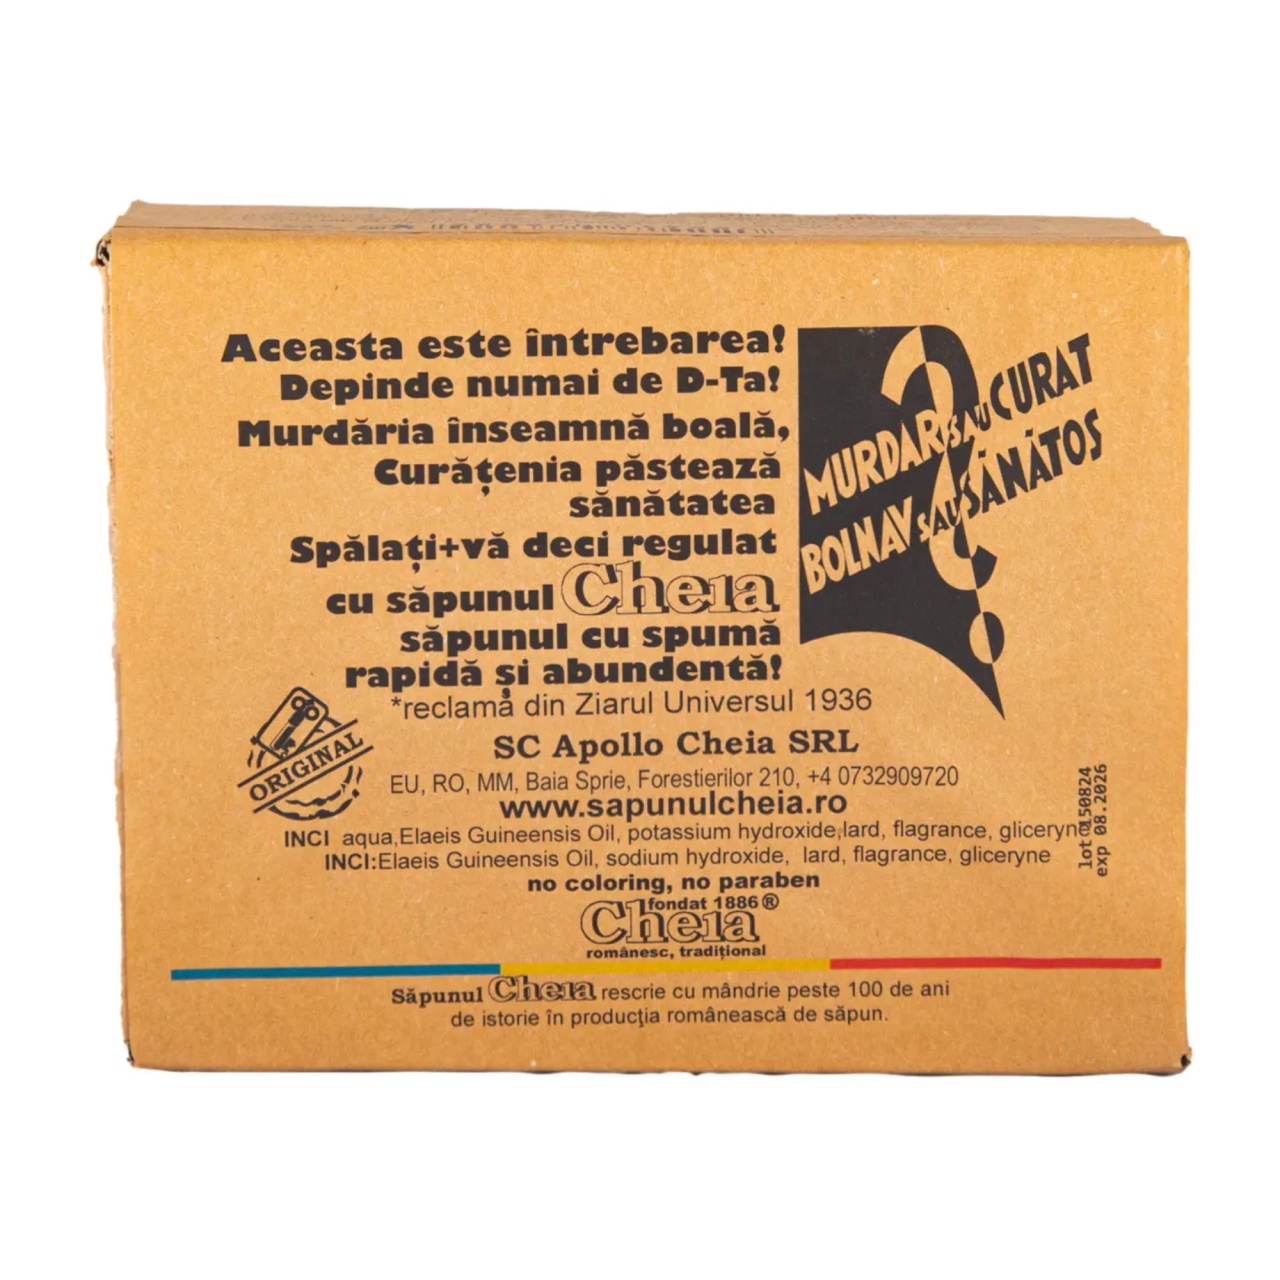 Aceasta este întrebarea!
Depinde numai de D-Ta!
Murdăria înseamnă boală,
Curăţenia păstează
sănătatea
Spălaţi+vă deci regulat
cu săpunul Cheia
săpunul cu spumă
rapidă şi abundentă!
MURDAR SAU CURAT
BOLNAV SAU SĂNĂTOS
*reclamă din Ziarul Universul 1936
ORIGINAL
SC Apollo Cheia SRL
EU, RO, MM, Baia Sprie, Forestierilor 210, +4 0732909720
www.sapunulcheia.ro
INCI aqua,Elaeis Guineensis Oil, potassium hydroxide,lard, flagrance, gliceryne
INCI:Elaeis Guineensis Oil, sodium hydroxide, lard, flagrance, gliceryne
lot 150824
exp 08.2026
no coloring, no paraben
fondat 1886®
Cheia
românesc, tradiţional
Săpunul Cheia rescrie cu mândrie peste 100 de ani
de istorie în producţia românească de săpun.